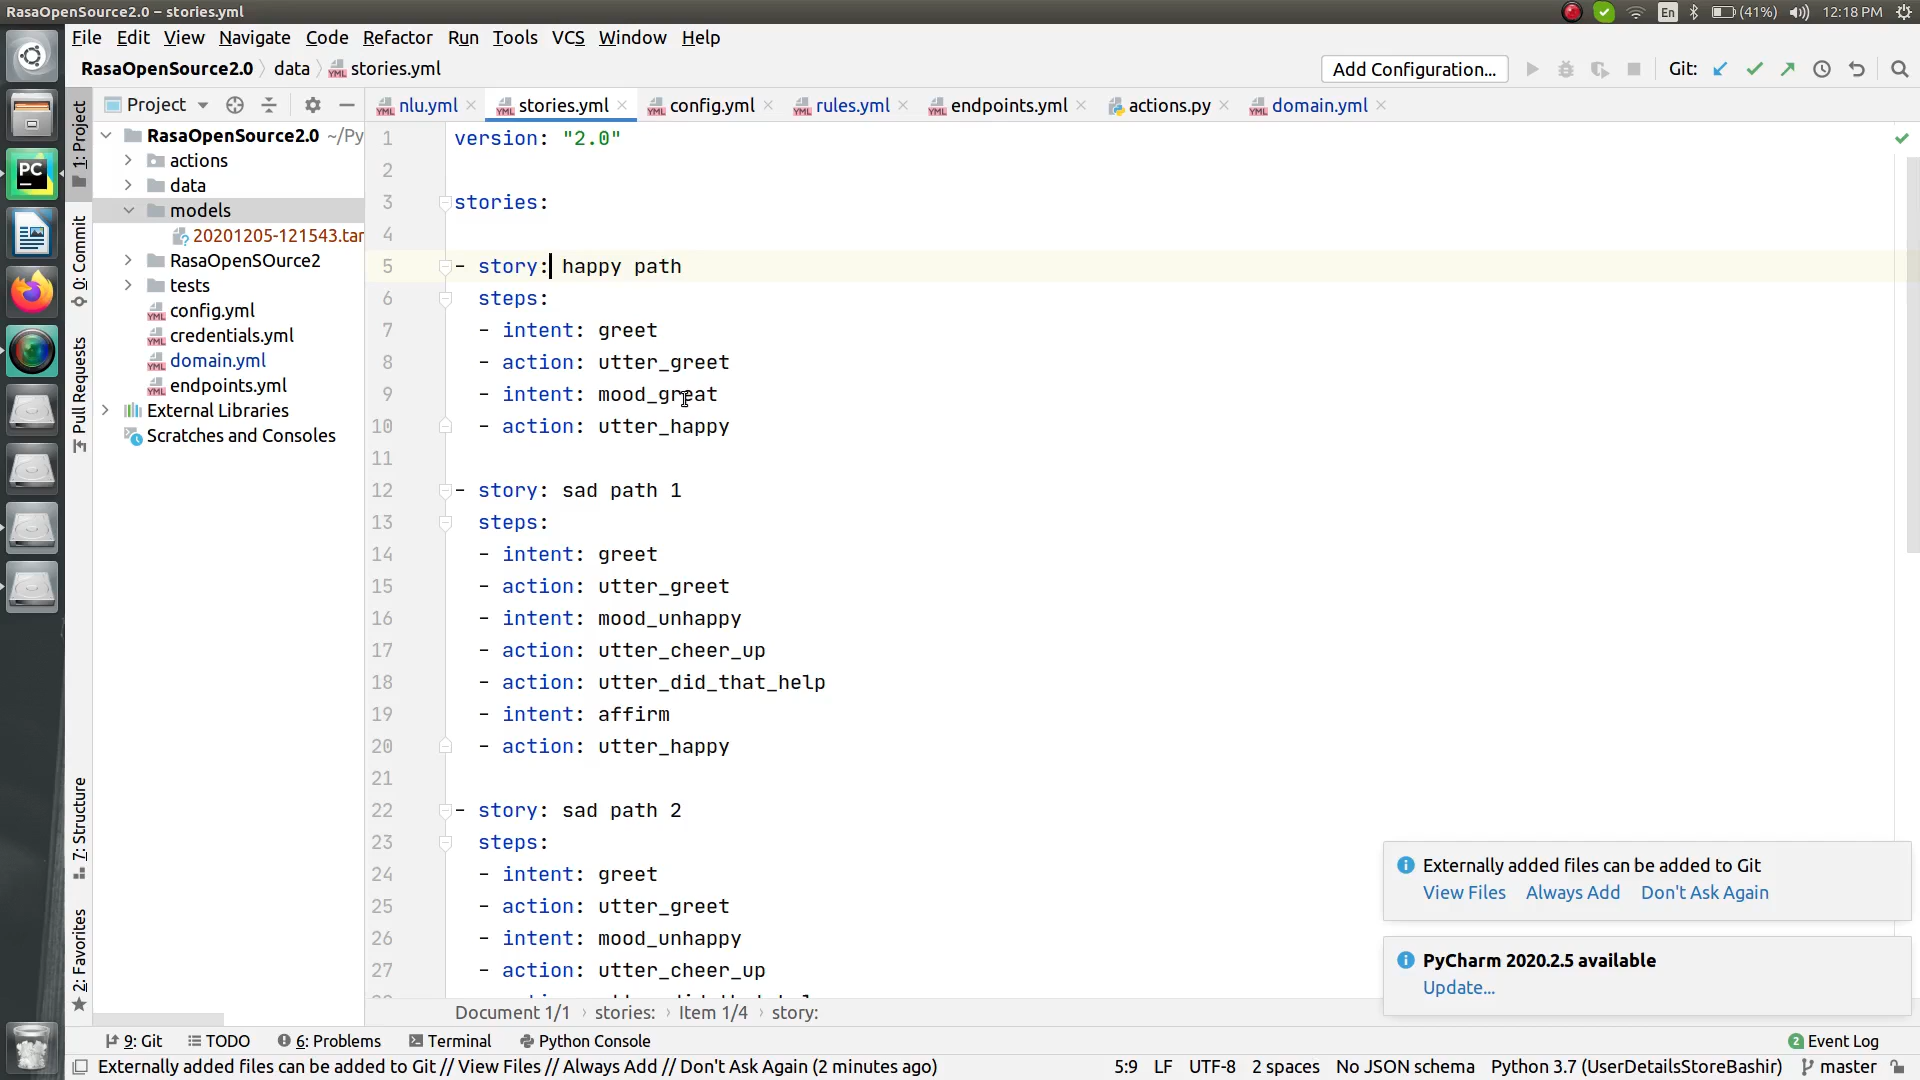 RasaOpenSource2.0 – stories.yml
En (41%) 12:18 PM
File Edit View Navigate Code Refactor Run Tools VCS Window Help
RasaOpenSource2.0 data stories.yml
Add Configuration... Git:
1: Project
Project
nlu.yml stories.yml config.yml rules.yml endpoints.yml actions.py domain.yml
RasaOpenSource2.0 ~/Py
actions
data
models
20201205-121543.tar
RasaOpenSOurce2
tests
config.yml
credentials.yml
domain.yml
endpoints.yml
External Libraries
Scratches and Consoles
PC
0: Commit
Pull Requests
7: Structure
2: Favorites
1 version: "2.0"
2
3 stories:
4
5 - story: happy path
6 steps:
7 - intent: greet
8 - action: utter_greet
9 - intent: mood_great
10 - action: utter_happy
11
12 - story: sad path 1
13 steps:
14 - intent: greet
15 - action: utter_greet
16 - intent: mood_unhappy
17 - action: utter_cheer_up
18 - action: utter_did_that_help
19 - intent: affirm
20 - action: utter_happy
21
22 - story: sad path 2
23 steps:
24 - intent: greet
25 - action: utter_greet
26 - intent: mood_unhappy
27 - action: utter_cheer_up
Externally added files can be added to Git
View Files Always Add Don't Ask Again
PyCharm 2020.2.5 available
Update...
Document 1/1 stories: Item 1/4 story:
9: Git TODO 6: Problems Terminal Python Console 2 Event Log
Externally added files can be added to Git // View Files // Always Add // Don't Ask Again (2 minutes ago) 5:9 LF UTF-8 2 spaces No JSON schema Python 3.7 (UserDetailsStoreBashir) master